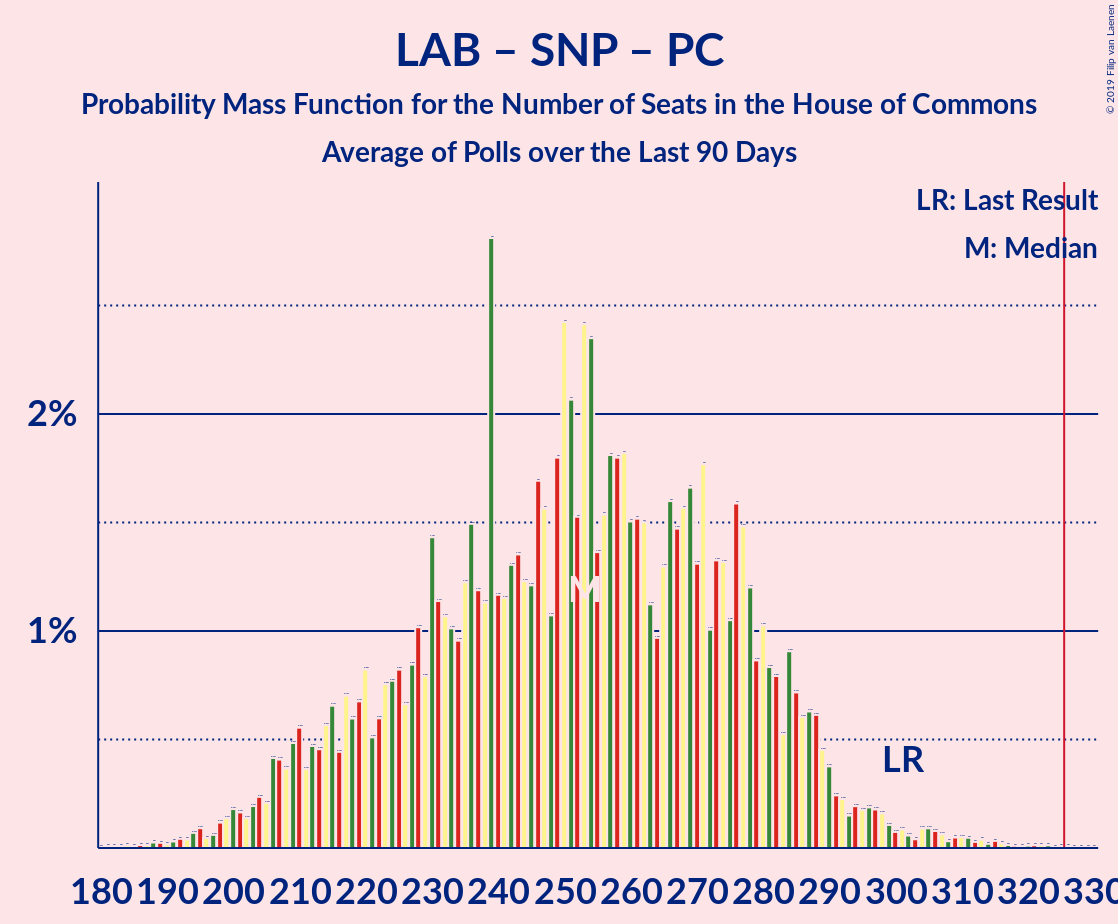 LAB – SNP – PC
Probability Mass Function for the Number of Seats in the House of Commons
Average of Polls over the Last 90 Days
© 2019 Filip van Laenen
LR: Last Result
M: Median
2%
1%
M
LR
180 190 200 210 220 230 240 250 260 270 280 290 300 310 320 330